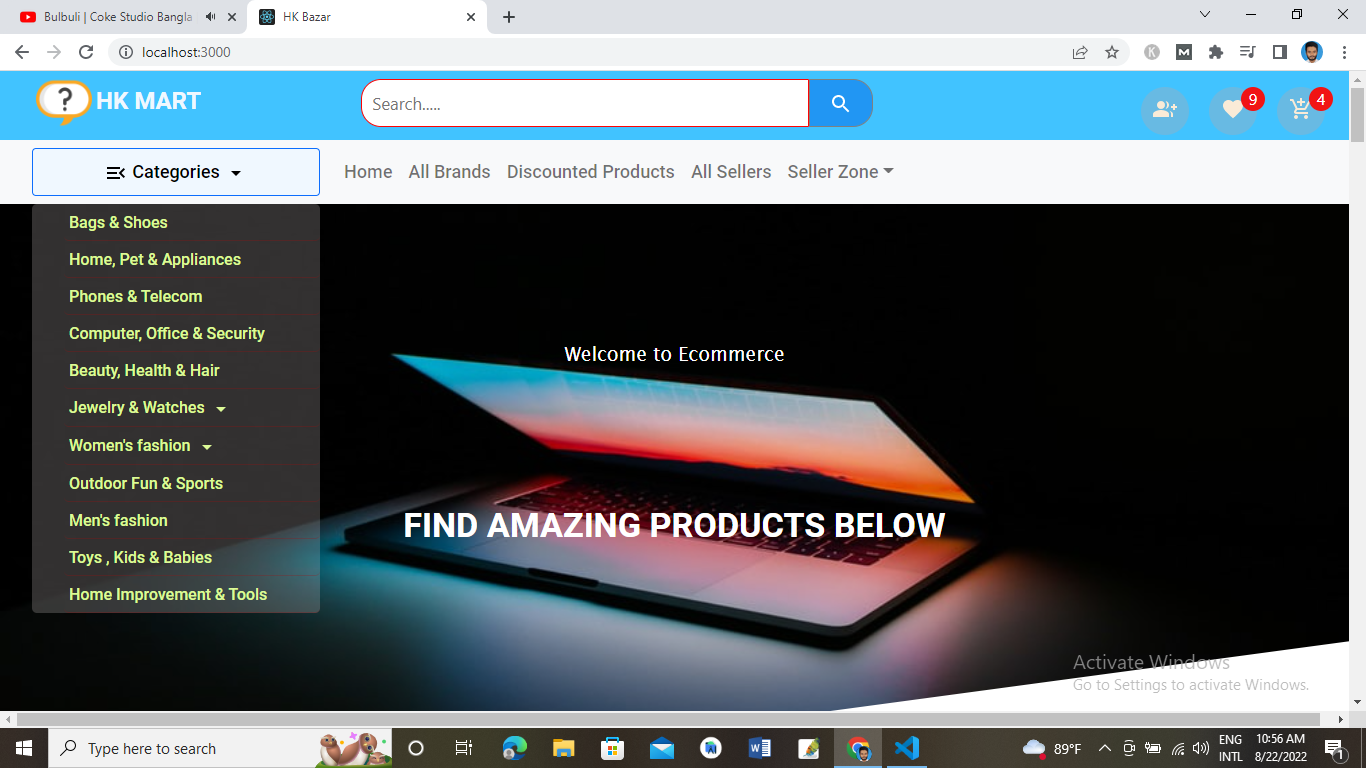 Bulbuli | Coke Studio Bangla
HK Bazar
localhost:3000
K
M
?
HK MART
Search.....
9
4
Categories
Home
All Brands
Discounted Products
All Sellers
Seller Zone
Bags & Shoes
Home, Pet & Appliances
Phones & Telecom
Computer, Office & Security
Beauty, Health & Hair
Jewelry & Watches
Women's fashion
Outdoor Fun & Sports
Men's fashion
Toys , Kids & Babies
Home Improvement & Tools
Welcome to Ecommerce
FIND AMAZING PRODUCTS BELOW
Activate Windows
Go to Settings to activate Windows.
Type here to search
89°F
ENG
INTL
10:56 AM
8/22/2022
1